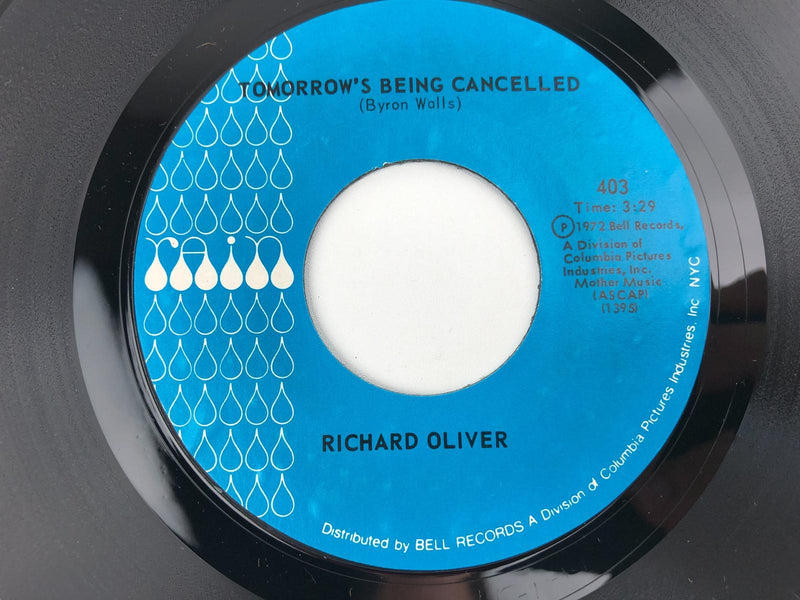 TOMORROW'S BEING CANCELLED
(Byron Walls)
403
Time: 3:29
Ⓟ1972 Bell Records,
A Division of
Columbia Pictures
Industries, Inc.
Mother Music
(ASCAP)
(1395)
rain
RICHARD OLIVER
Distributed by BELL RECORDS A Division of Columbia Pictures Industries, Inc NYC